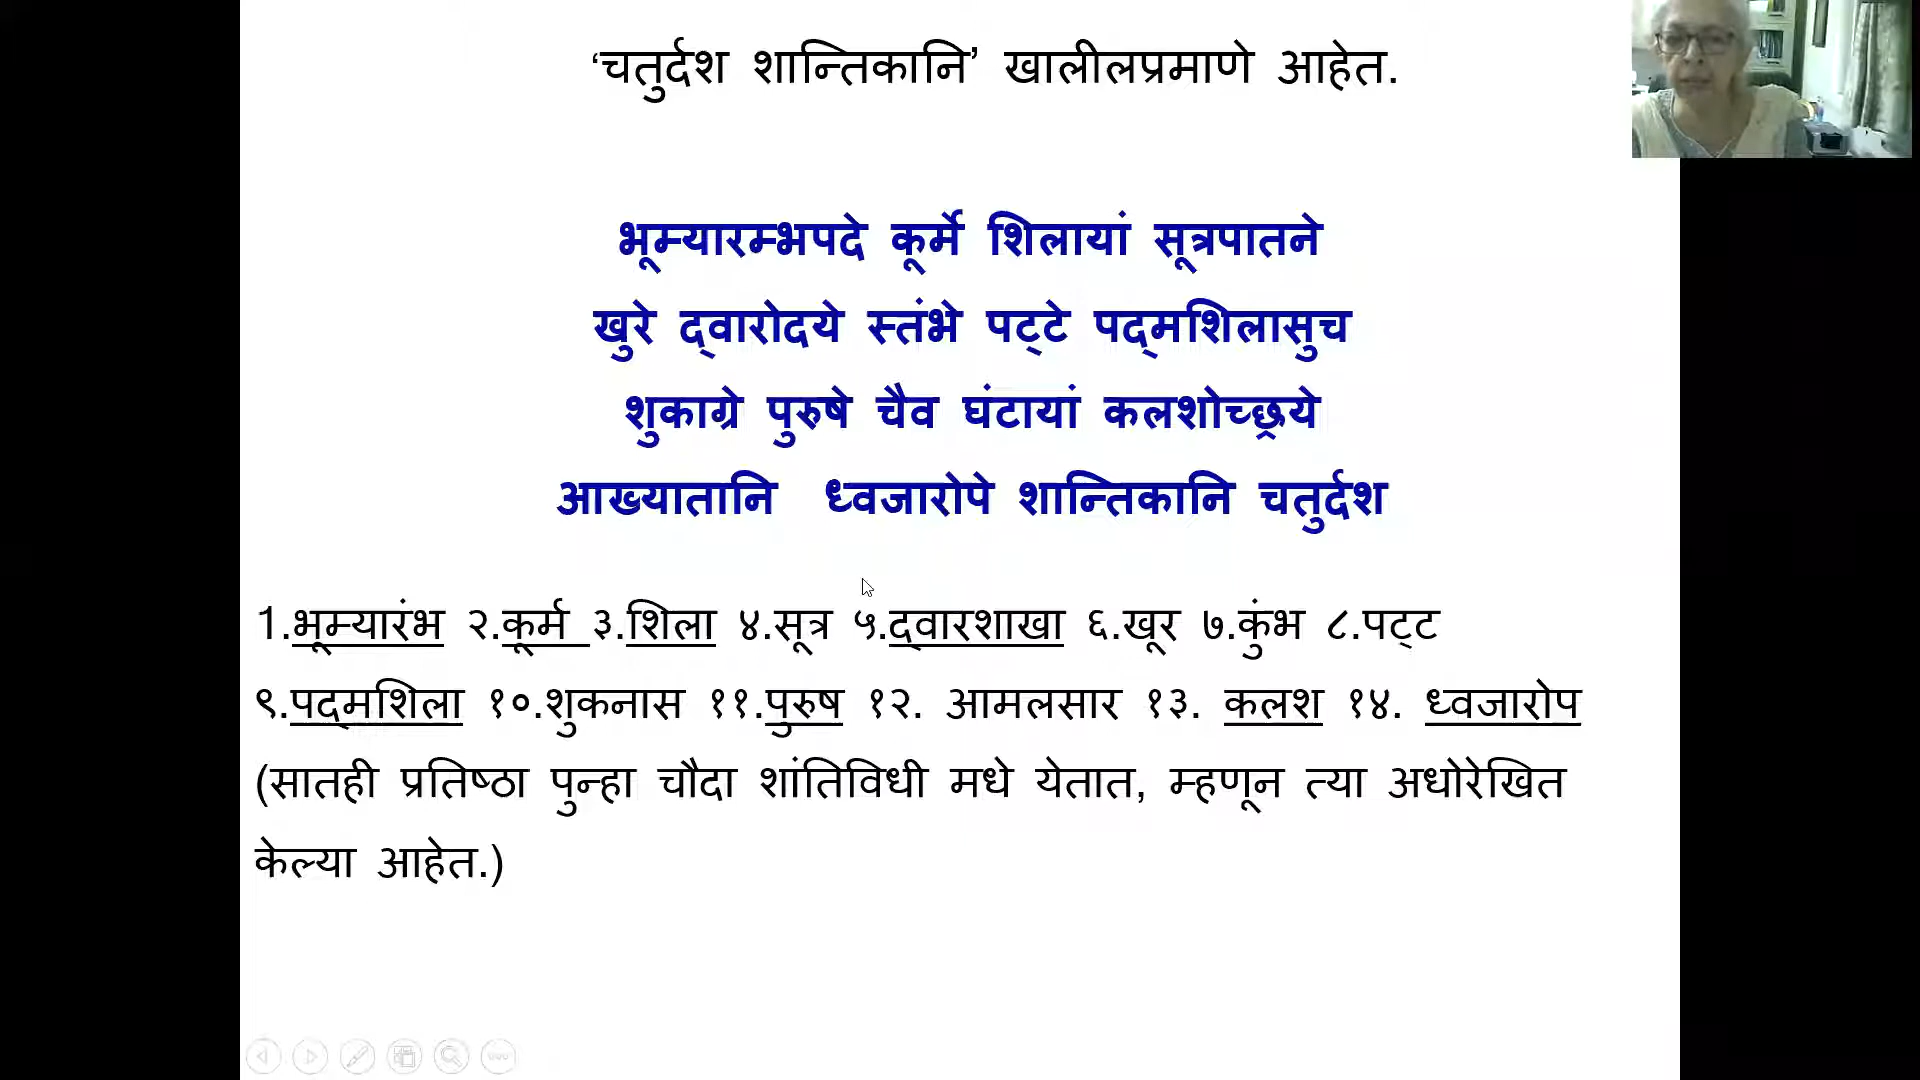 ‘चतुर्दश शान्तिकानि’ खालीलप्रमाणे आहेत.
भूम्यारम्भपदे कूर्मे शिलायां सूत्रपातने
खुरे द्वारोदये स्तंभे पट्टे पद्मशिलासुच
शुकाग्रे पुरुषे चैव घंटायां कलशोच्छ्रये
आख्यातानि ध्वजारोपे शान्तिकानि चतुर्दश
1.भूम्यारंभ २.कूर्म ३.शिला ४.सूत्र ५.द्वारशाखा ६.खूर ७.कुंभ ८.पट्ट
९.पद्मशिला १०.शुकनास ११.पुरुष १२. आमलसार १३. कलश १४. ध्वजारोप
(सातही प्रतिष्ठा पुन्हा चौदा शांतिविधी मधे येतात, म्हणून त्या अधोरेखित
केल्या आहेत.)